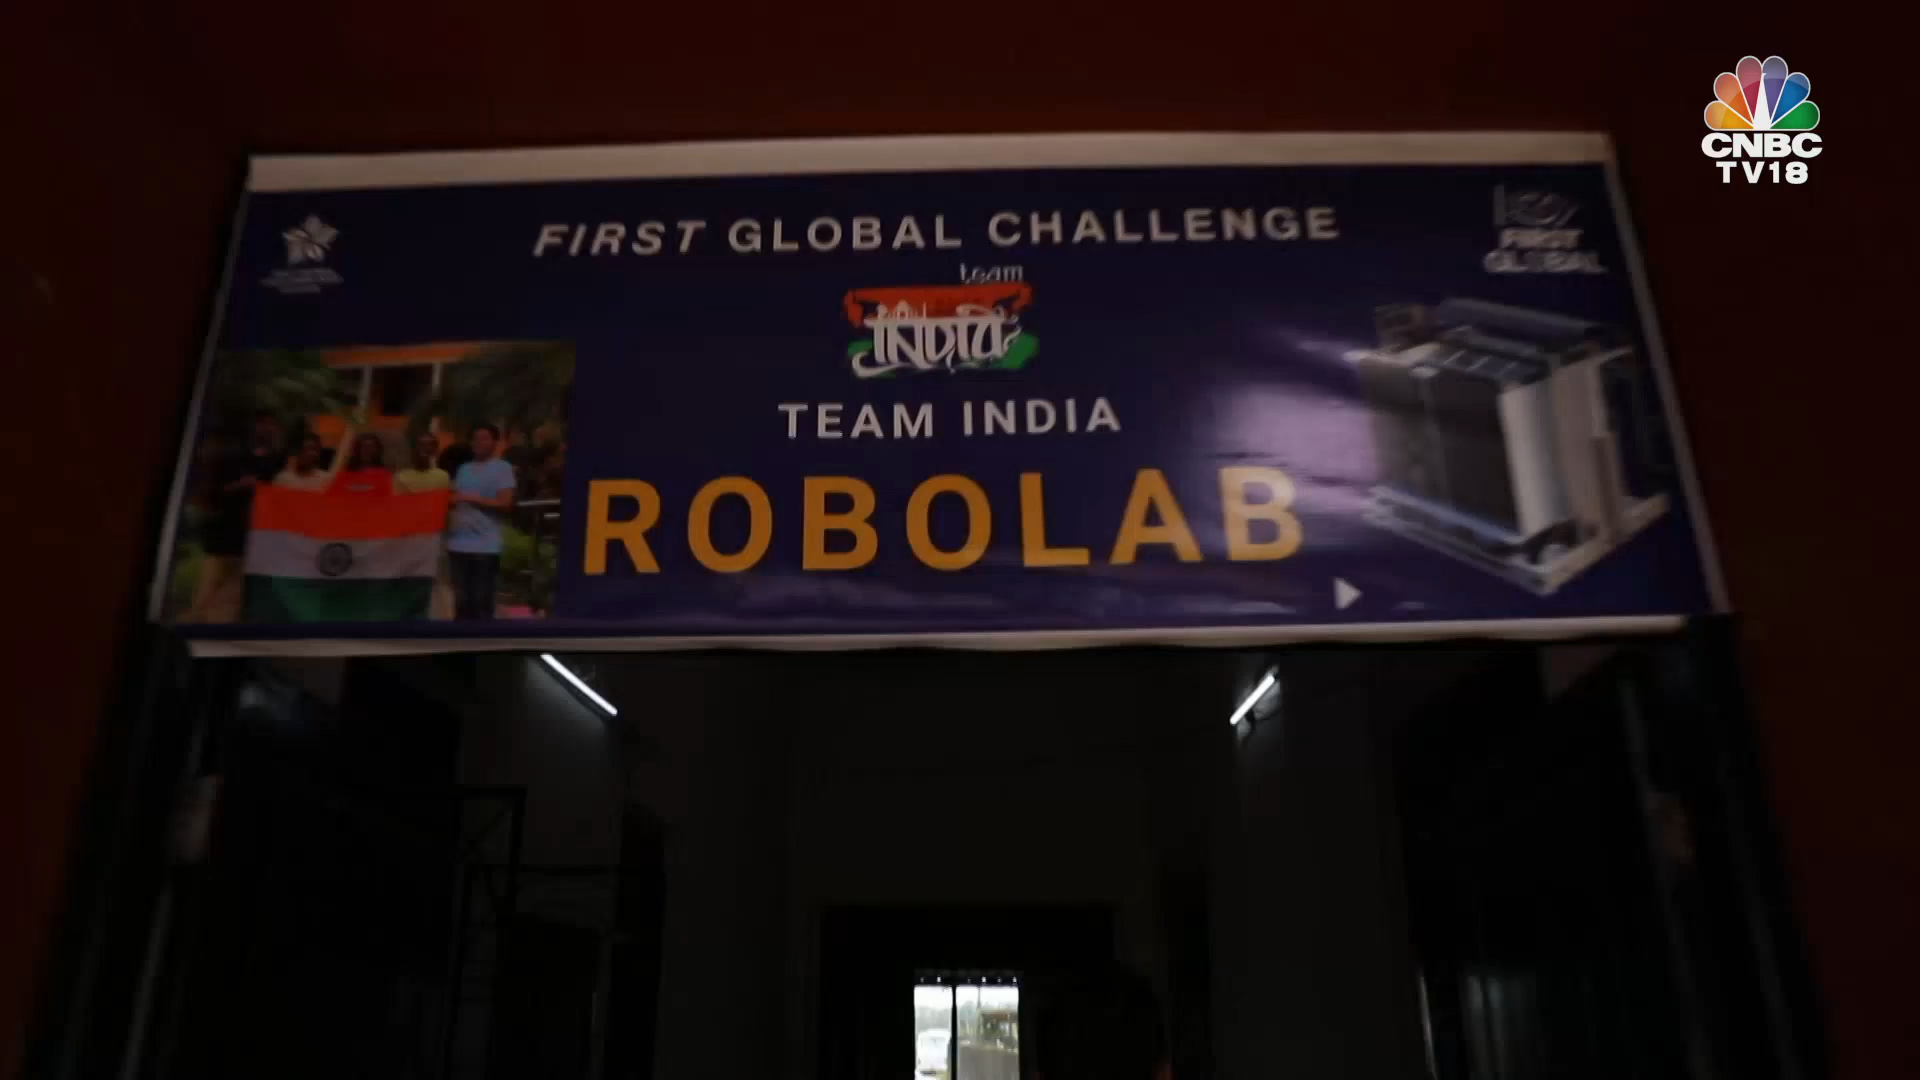 CNBC
TV18
FIRST GLOBAL CHALLENGE
FIRST
GLOBAL
team
INDIA
TEAM INDIA
ROBOLAB